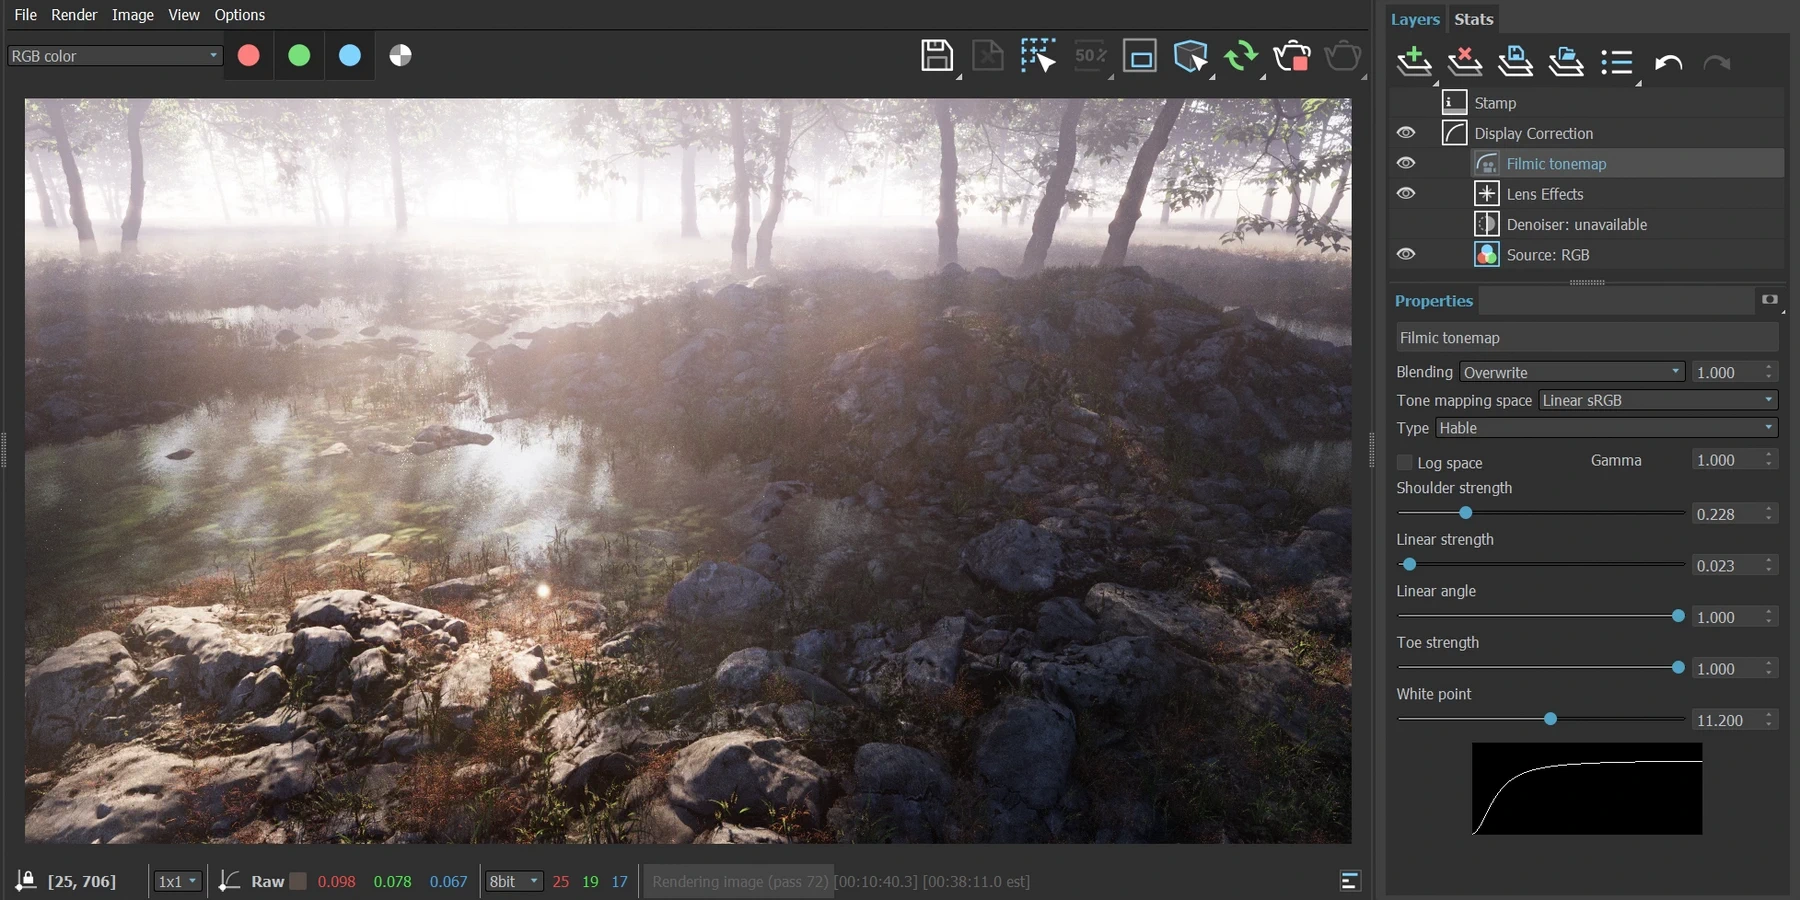 File Render Image View Options
RGB color
50%
Layers Stats
Stamp
Display Correction
Filmic tonemap
Lens Effects
Denoiser: unavailable
Source: RGB
Properties
Filmic tonemap
Blending Overwrite 1.000
Tone mapping space Linear sRGB
Type Hable
Log space Gamma 1.000
Shoulder strength
0.228
Linear strength
0.023
Linear angle
1.000
Toe strength
1.000
White point
11.200
[25, 706] 1x1 Raw 0.098 0.078 0.067 8bit 25 19 17 Rendering image (pass 72) [00:10:40.3] [00:38:11.0 est]